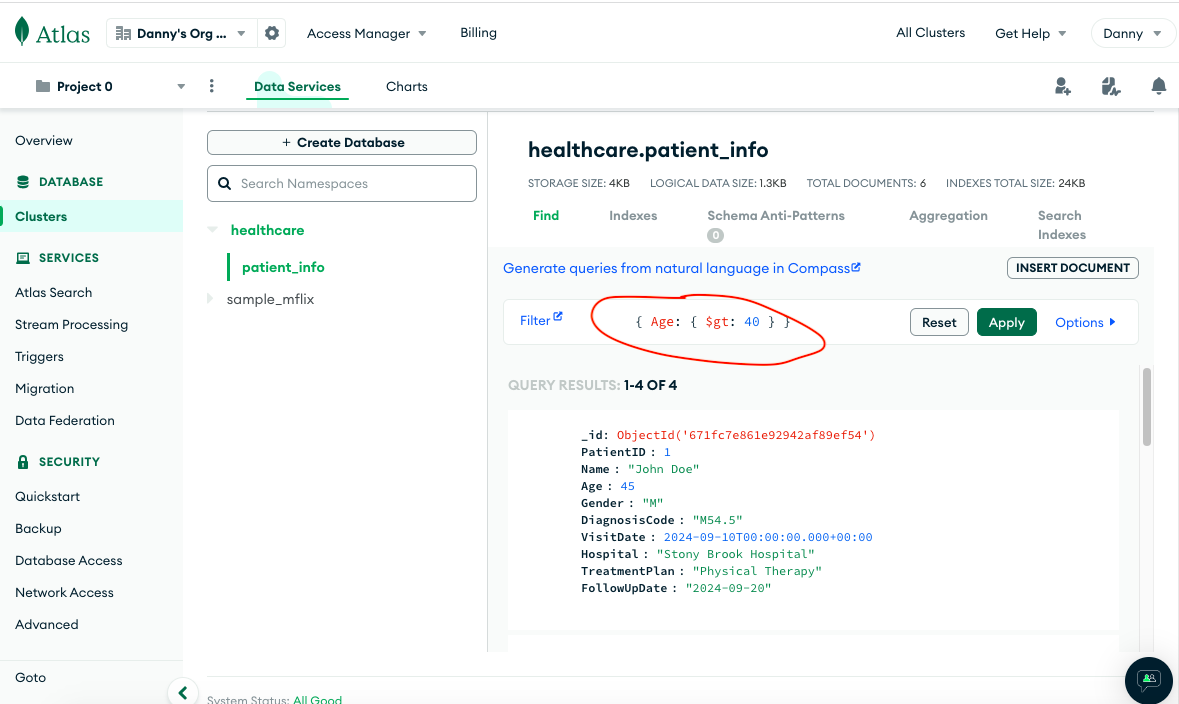 Atlas
Danny's Org ...
Access Manager
Billing
All Clusters
Get Help
Danny
Project 0
Data Services
Charts
Overview
DATABASE
Clusters
SERVICES
Atlas Search
Stream Processing
Triggers
Migration
Data Federation
SECURITY
Quickstart
Backup
Database Access
Network Access
Advanced
Goto
+ Create Database
Search Namespaces
healthcare
patient_info
sample_mflix
healthcare.patient_info
STORAGE SIZE: 4KB LOGICAL DATA SIZE: 1.3KB TOTAL DOCUMENTS: 6 INDEXES TOTAL SIZE: 24KB
Find
Indexes
Schema Anti-Patterns
0
Aggregation
Search
Indexes
Generate queries from natural language in Compass
INSERT DOCUMENT
Filter
{ Age: { $gt: 40 } }
Reset
Apply
Options
QUERY RESULTS: 1-4 OF 4
_id: ObjectId('671fc7e861e92942af89ef54')
PatientID : 1
Name : "John Doe"
Age : 45
Gender : "M"
DiagnosisCode : "M54.5"
VisitDate : 2024-09-10T00:00:00.000+00:00
Hospital : "Stony Brook Hospital"
TreatmentPlan : "Physical Therapy"
FollowUpDate : "2024-09-20"
System Status: All Good